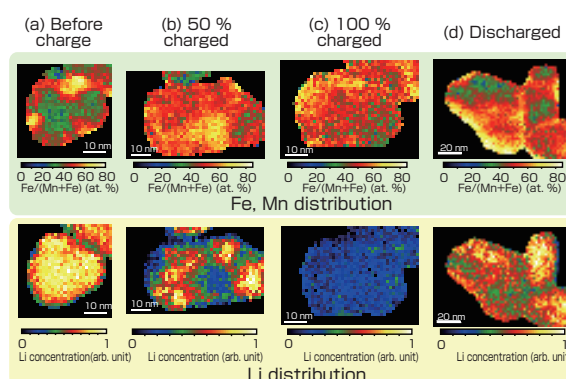 (a) Before charge
(b) 50 % charged
(c) 100 % charged
(d) Discharged
10 nm
10 nm
10 nm
20 nm
0 20 40 60 80
0 20 40 60 80
0 20 40 60 80
0 20 40 60 80
Fe/(Mn+Fe) (at. %)
Fe/(Mn+Fe) (at. %)
Fe/(Mn+Fe) (at. %)
Fe/(Mn+Fe) (at. %)
Fe, Mn distribution
10 nm
10 nm
10 nm
20 nm
0 1
0 1
0 1
0 1
Li concentration(arb. unit)
Li concentration (arb. unit)
Li concentration (arb. unit)
Li concentration (arb. unit)
Li distribution